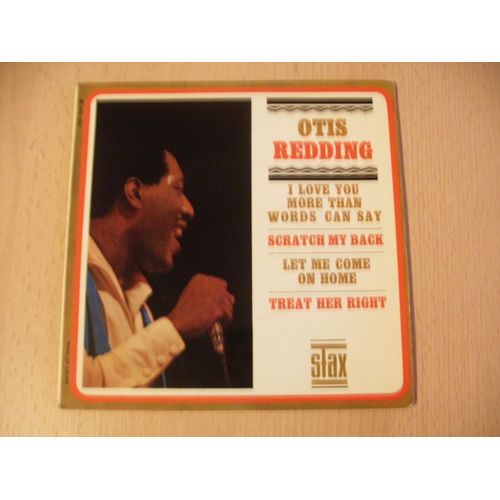 OTIS
REDDING
I LOVE YOU
MORE THAN
WORDS CAN SAY
SCRATCH MY BACK
LET ME COME
ON HOME
TREAT HER RIGHT
stax